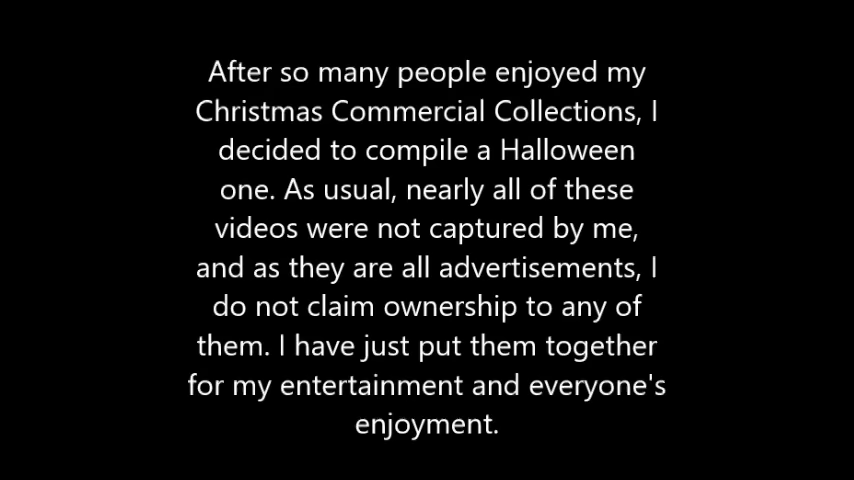 After so many people enjoyed my
Christmas Commercial Collections, I
decided to compile a Halloween
one. As usual, nearly all of these
videos were not captured by me,
and as they are all advertisements, I
do not claim ownership to any of
them. I have just put them together
for my entertainment and everyone's
enjoyment.